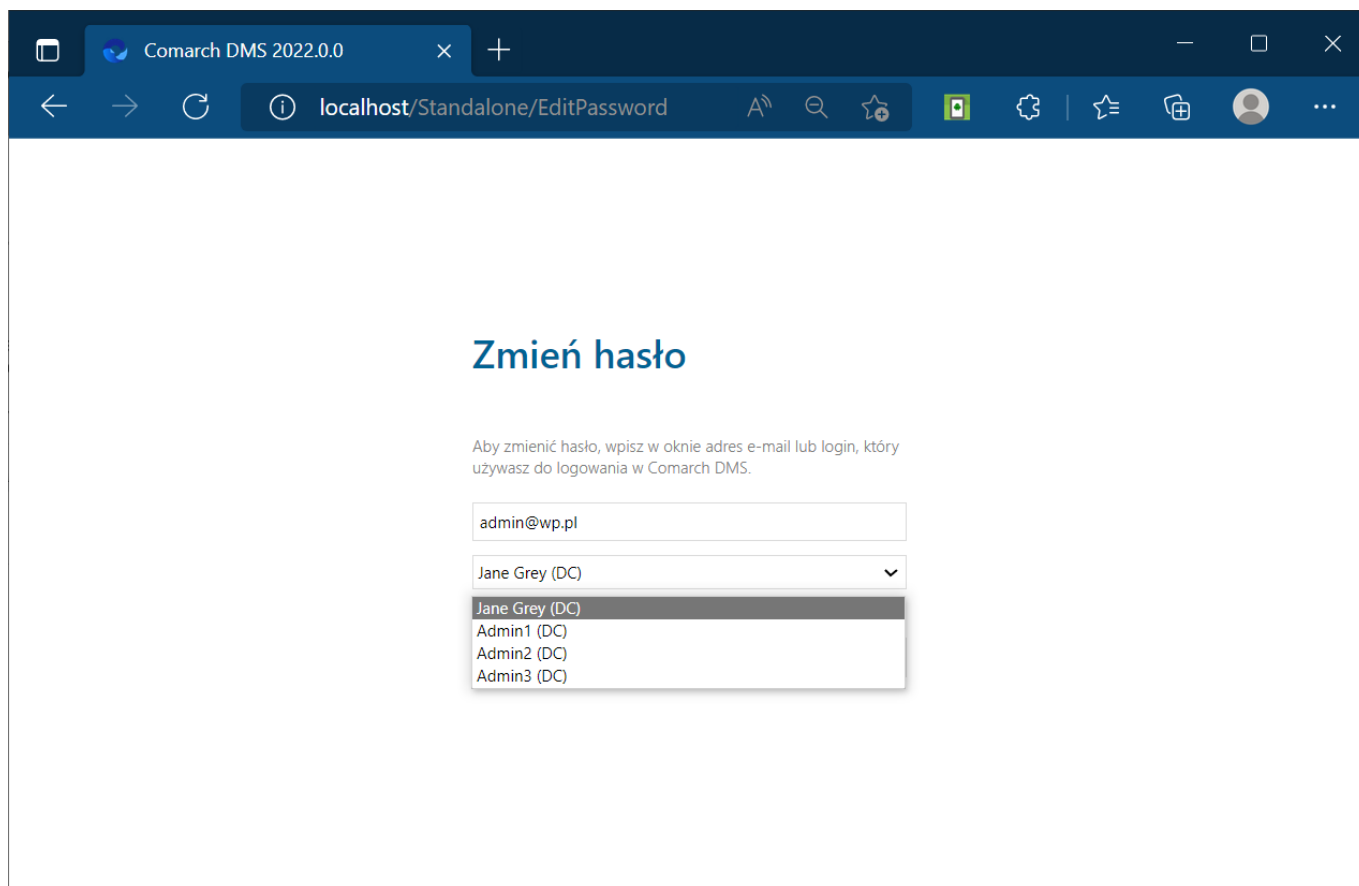 Comarch DMS 2022.0.0
localhost/Standalone/EditPassword
Zmień hasło
Aby zmienić hasło, wpisz w oknie adres e-mail lub login, który
używasz do logowania w Comarch DMS.
admin@wp.pl
Jane Grey (DC)
Jane Grey (DC)
Admin1 (DC)
Admin2 (DC)
Admin3 (DC)